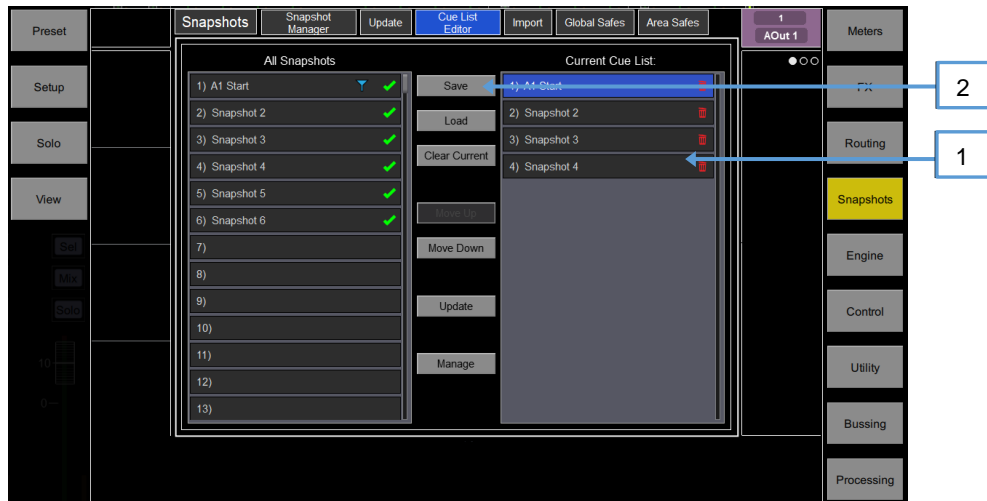 Preset
Setup
Solo
View
Sel
Mix
Solo
10
0
Snapshots
Snapshot
Manager
Update
Cue List
Editor
Import
Global Safes
Area Safes
1
AOut 1
All Snapshots
1) A1 Start
2) Snapshot 2
3) Snapshot 3
4) Snapshot 4
5) Snapshot 5
6) Snapshot 6
7)
8)
9)
10)
11)
12)
13)
Save
Load
Clear Current
Move Up
Move Down
Update
Manage
Current Cue List:
1) A1 Start
2) Snapshot 2
3) Snapshot 3
4) Snapshot 4
Meters
FX
Routing
Snapshots
Engine
Control
Utility
Bussing
Processing
2
1